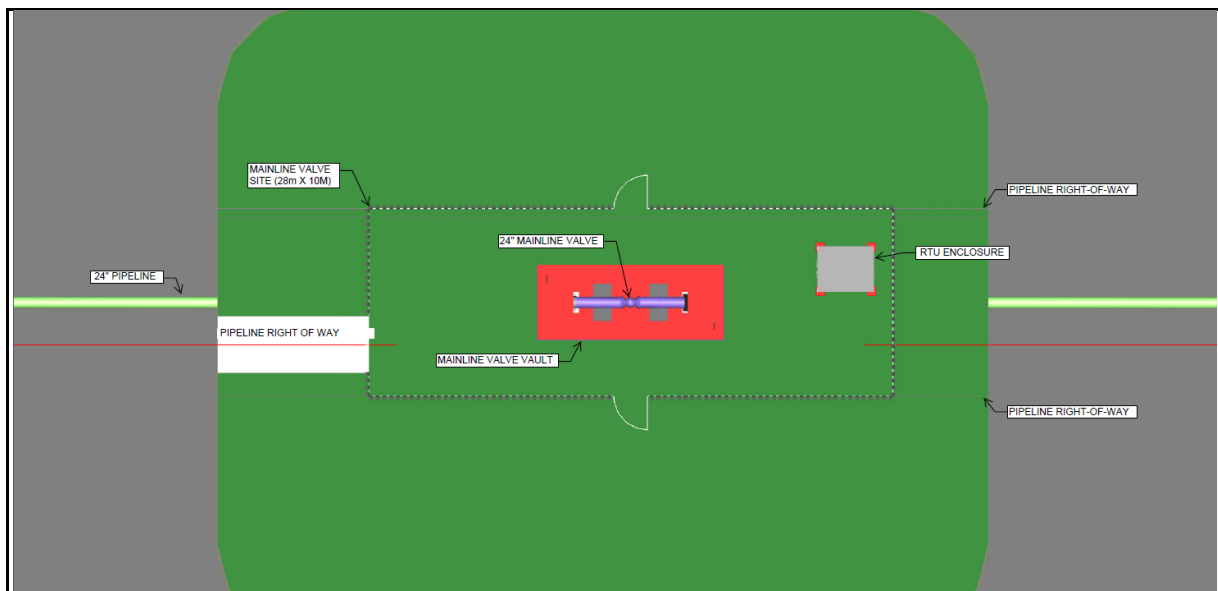 MAINLINE VALVE
SITE (28m X 10M)
PIPELINE RIGHT-OF-WAY
24" MAINLINE VALVE
RTU ENCLOSURE
24" PIPELINE
PIPELINE RIGHT OF WAY
MAINLINE VALVE VAULT
PIPELINE RIGHT-OF-WAY